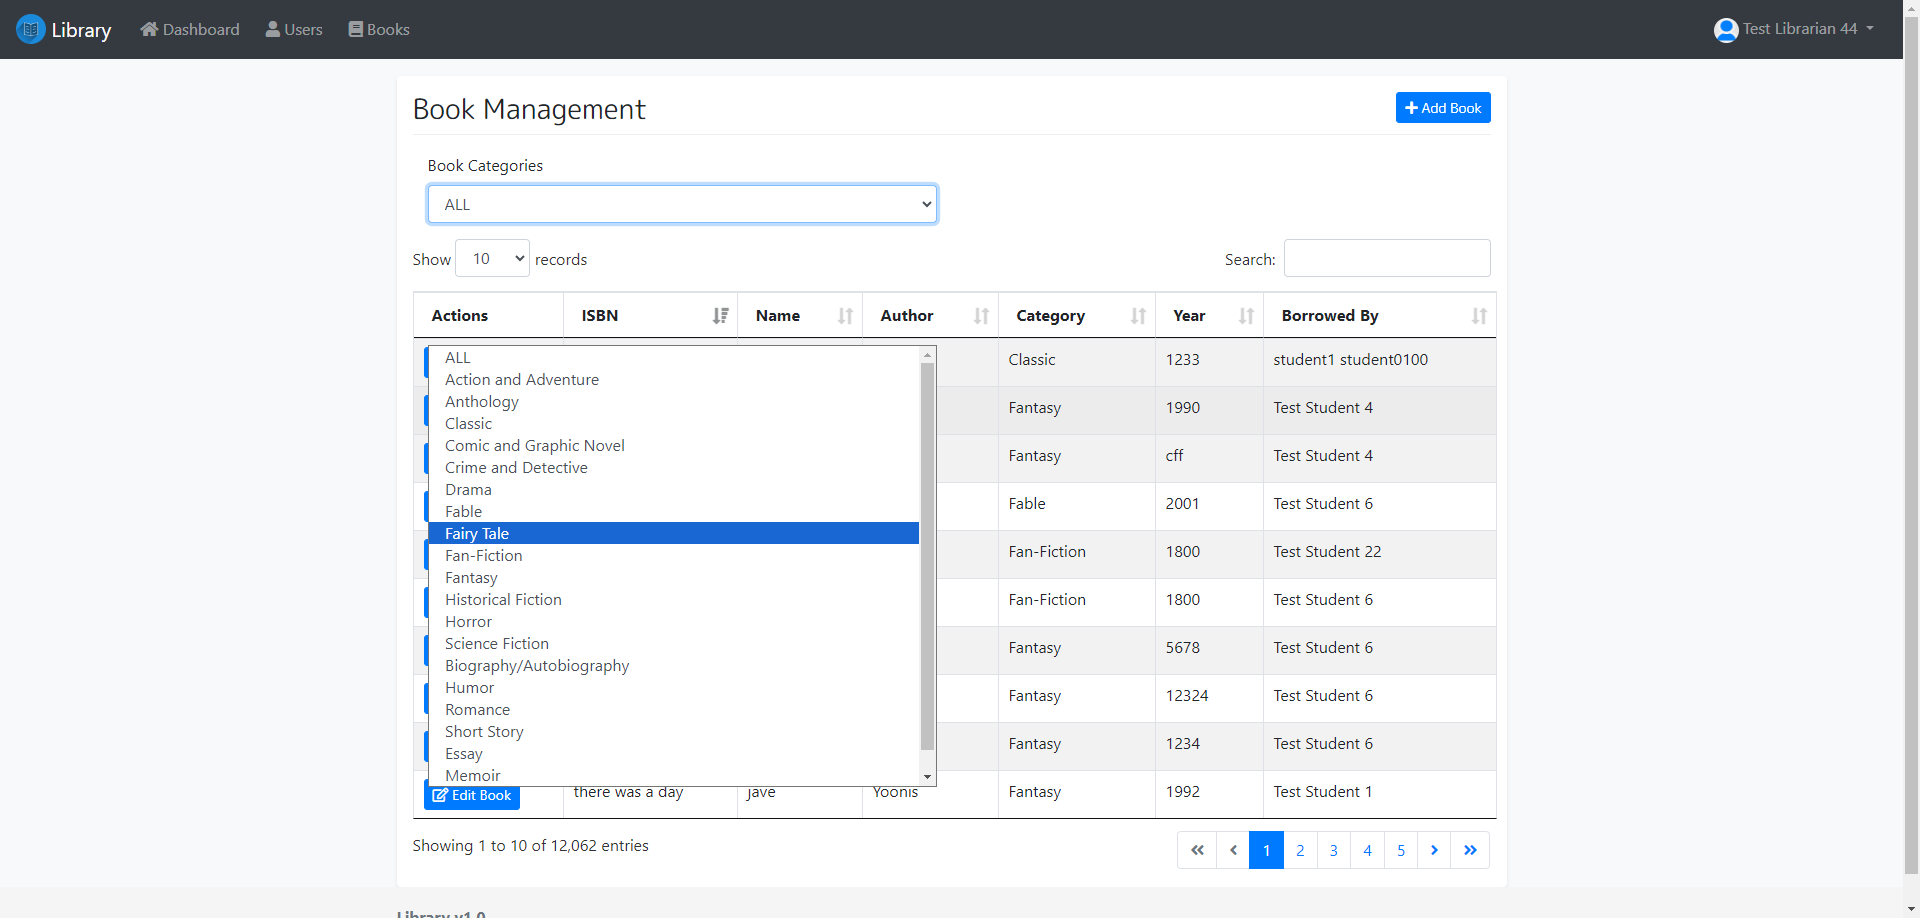 Library Dashboard Users Books Test Librarian 44
Book Management
Add Book
Book Categories
ALL
Show 10 records
Search:
Actions ISBN Name Author Category Year Borrowed By
ALL
Action and Adventure
Anthology
Classic
Comic and Graphic Novel
Crime and Detective
Drama
Fable
Fairy Tale
Fan-Fiction
Fantasy
Historical Fiction
Horror
Science Fiction
Biography/Autobiography
Humor
Romance
Short Story
Essay
Memoir
Classic 1233 student1 student0100
Fantasy 1990 Test Student 4
Fantasy cff Test Student 4
Fable 2001 Test Student 6
Fan-Fiction 1800 Test Student 22
Fan-Fiction 1800 Test Student 6
Fantasy 5678 Test Student 6
Fantasy 12324 Test Student 6
Fantasy 1234 Test Student 6
Edit Book there was a day jave Yoonis Fantasy 1992 Test Student 1
Showing 1 to 10 of 12,062 entries
« ‹ 1 2 3 4 5 › »
Library v1.0